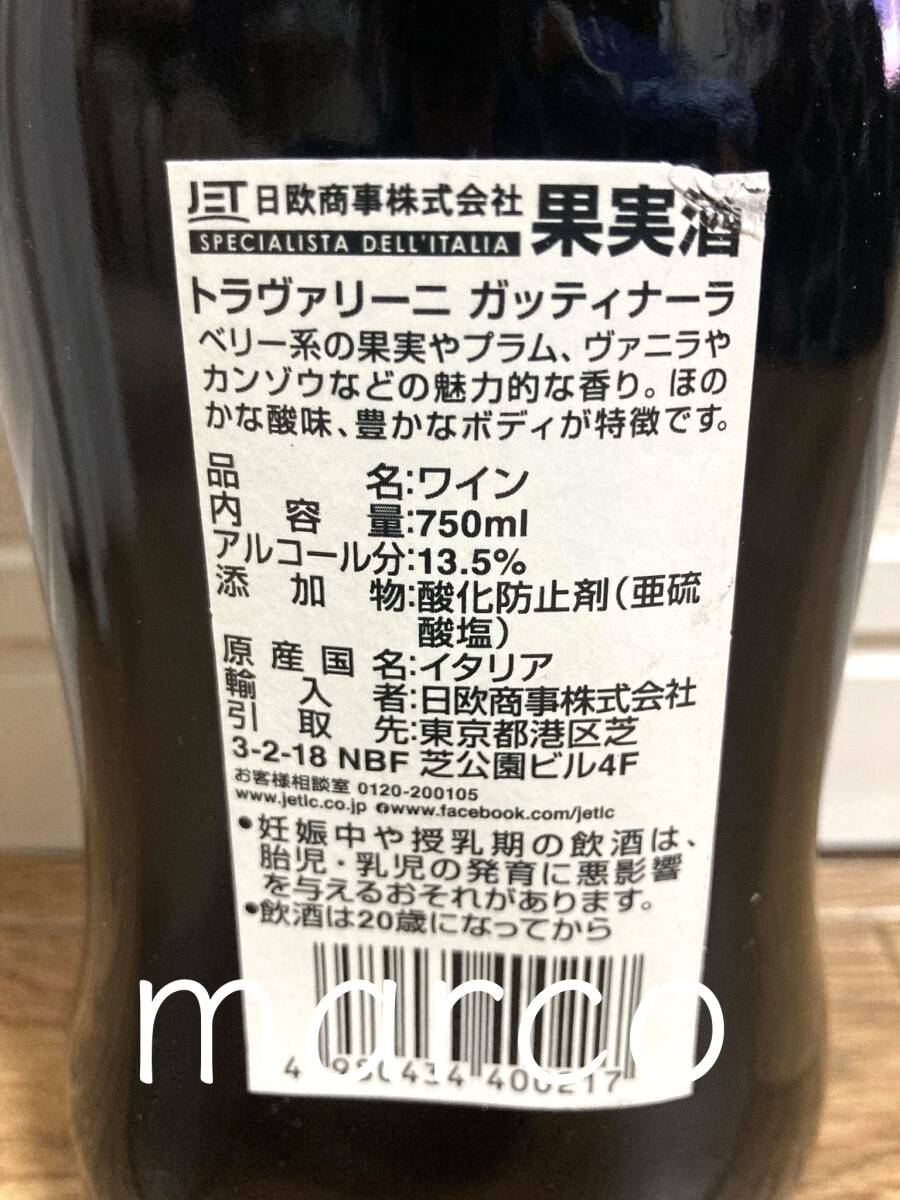 JET 日欧商事株式会社 果実酒
SPECIALISTA DELL'ITALIA
トラヴァリーニ ガッティナーラ
ベリー系の果実やプラム、ヴァニラや
カンゾウなどの魅力的な香り。ほの
かな酸味、豊かなボディが特徴です。
品名:ワイン
内容量:750ml
アルコール分:13.5%
添加物:酸化防止剤(亜硫
酸塩)
原産国名:イタリア
輸入者:日欧商事株式会社
引取先:東京都港区芝
3-2-18 NBF 芝公園ビル4F
お客様相談室 0120-200105
www.jetlc.co.jp www.facebook.com/jetlc
•妊娠中や授乳期の飲酒は、
胎児・乳児の発育に悪影響
を与えるおそれがあります。
•飲酒は20歳になってから
marco
4 980434 400217